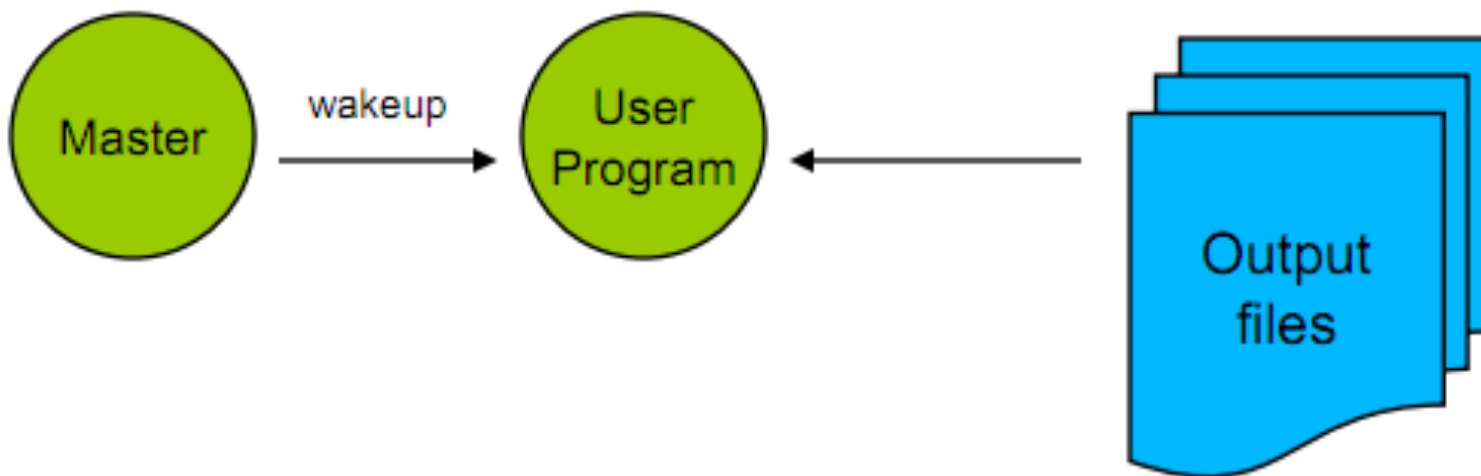 Master
wakeup
User
Program
Output
files